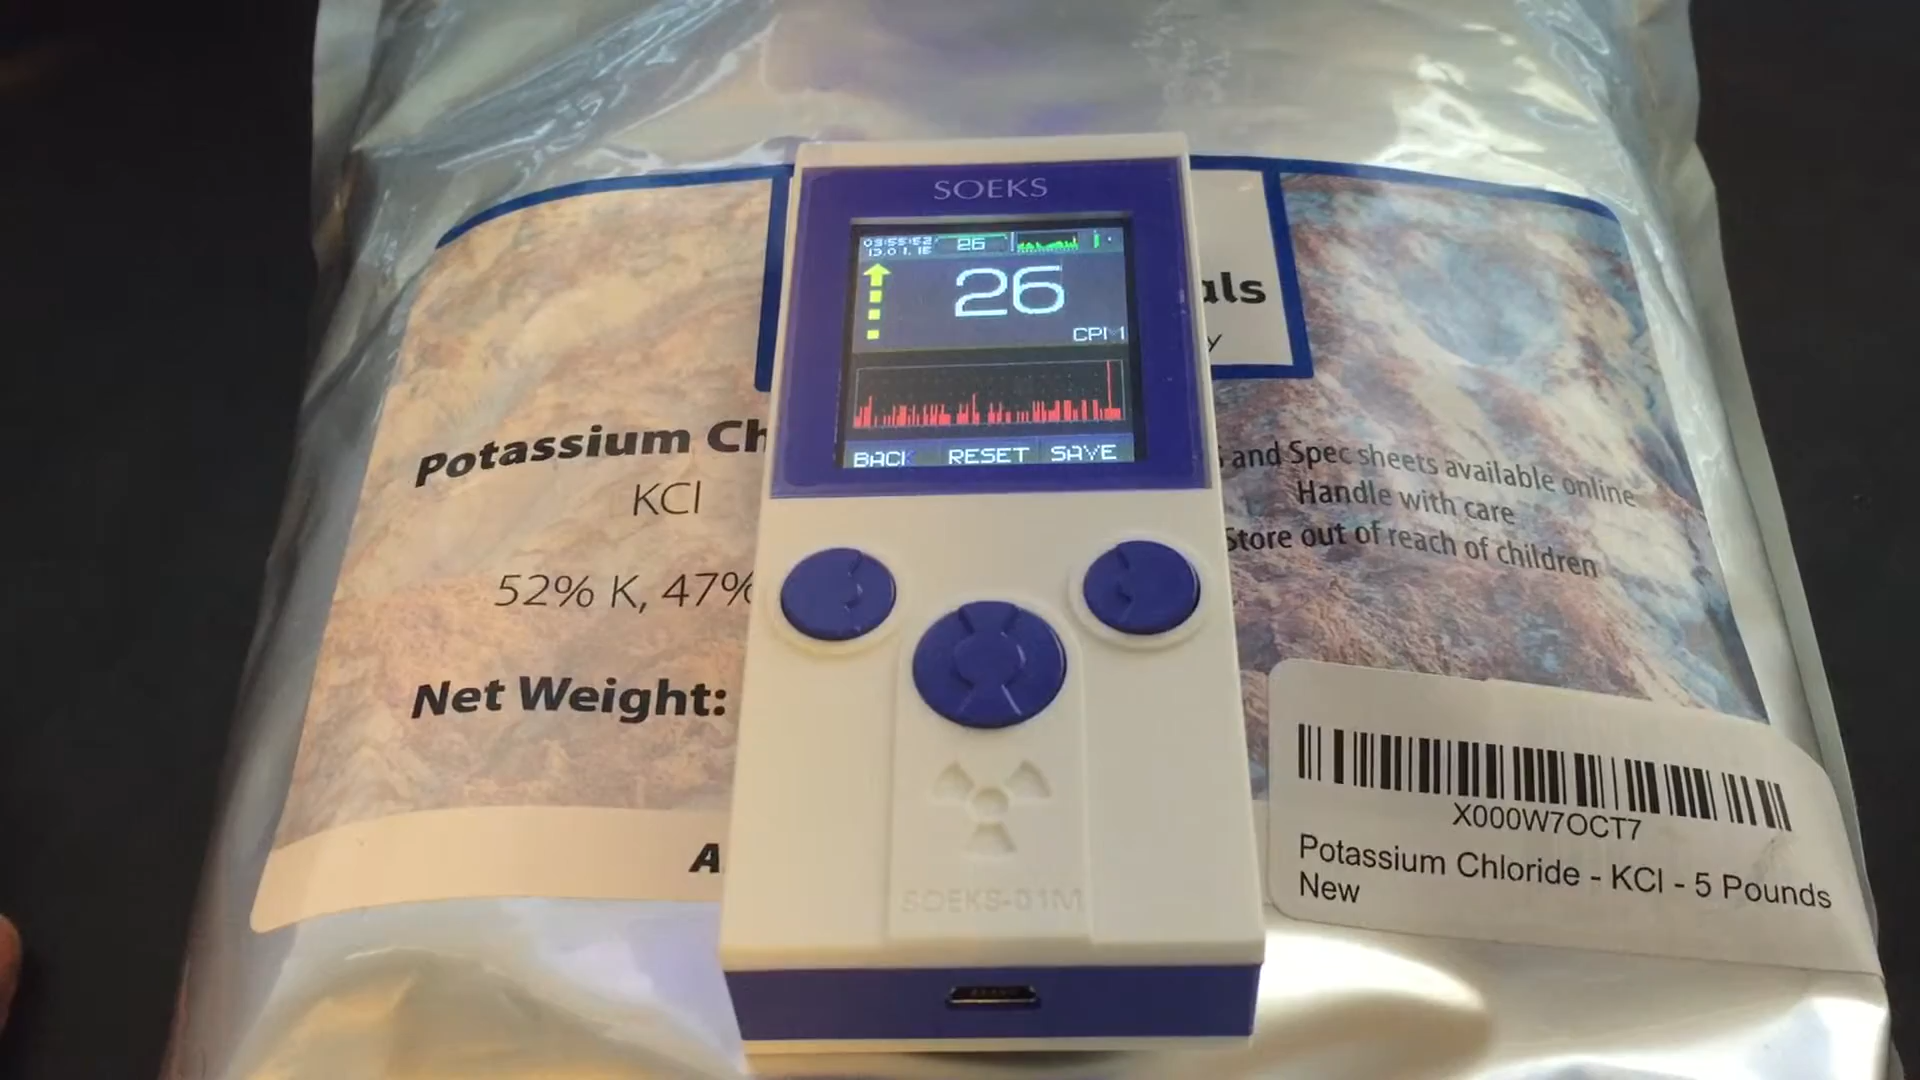 SOEKS
26
26
CPM
BACK RESET SAVE
als
y
Potassium Ch
KCl
52% K, 47%
Net Weight:
A
and Spec sheets available online
Handle with care
Store out of reach of children
X000W7OCT7
Potassium Chloride - KCl - 5 Pounds
New
SOEKS-01M